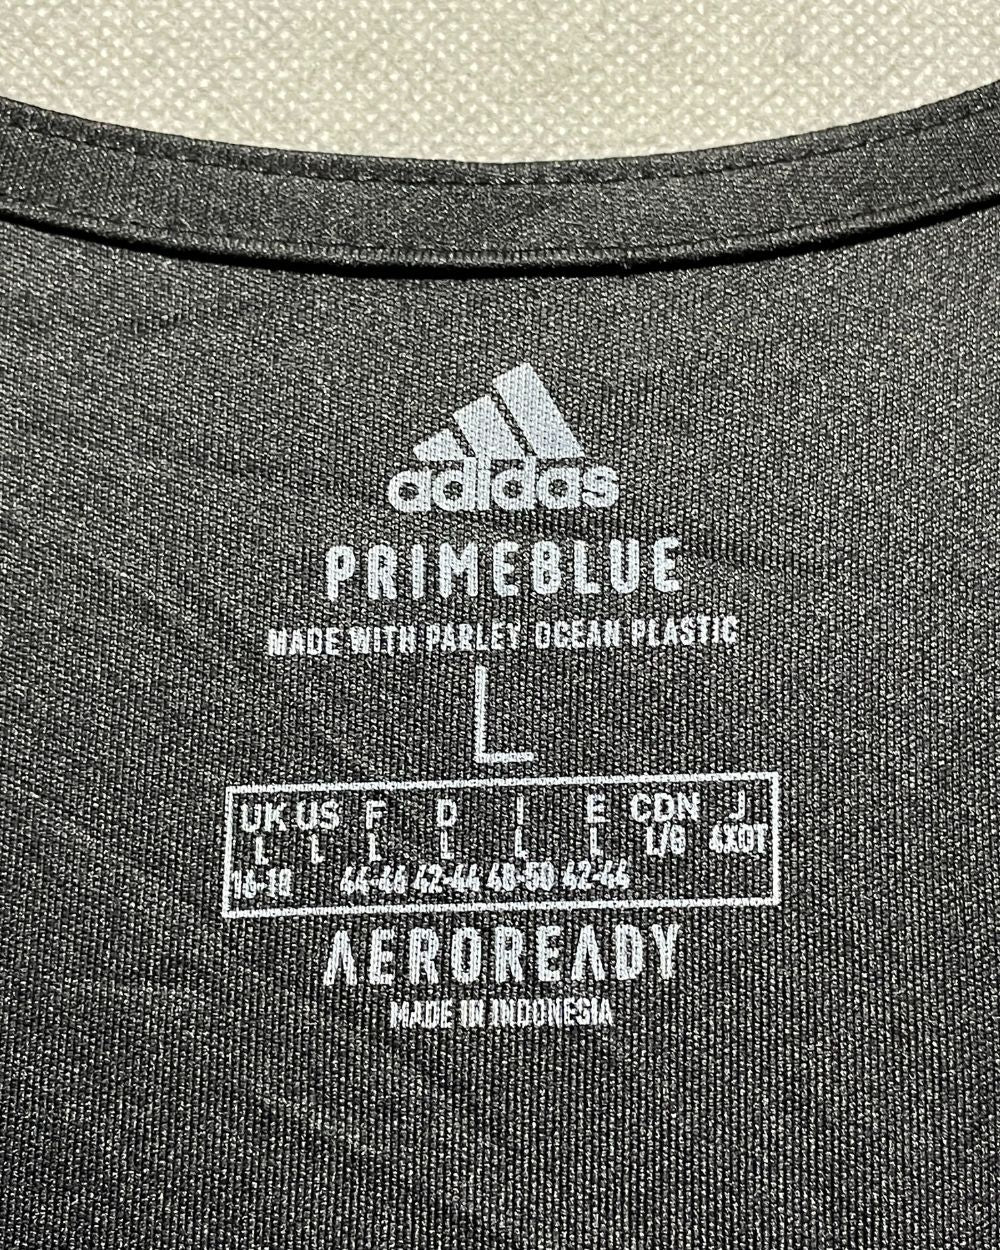 adidas
PRIMEBLUE
MADE WITH PARLEY OCEAN PLASTIC
L
UK US F D I E CDN J
L L L L L L L/G 4XOT
16-18 44-46 42-44 48-50 42-44
AEROREADY
MADE IN INDONESIA